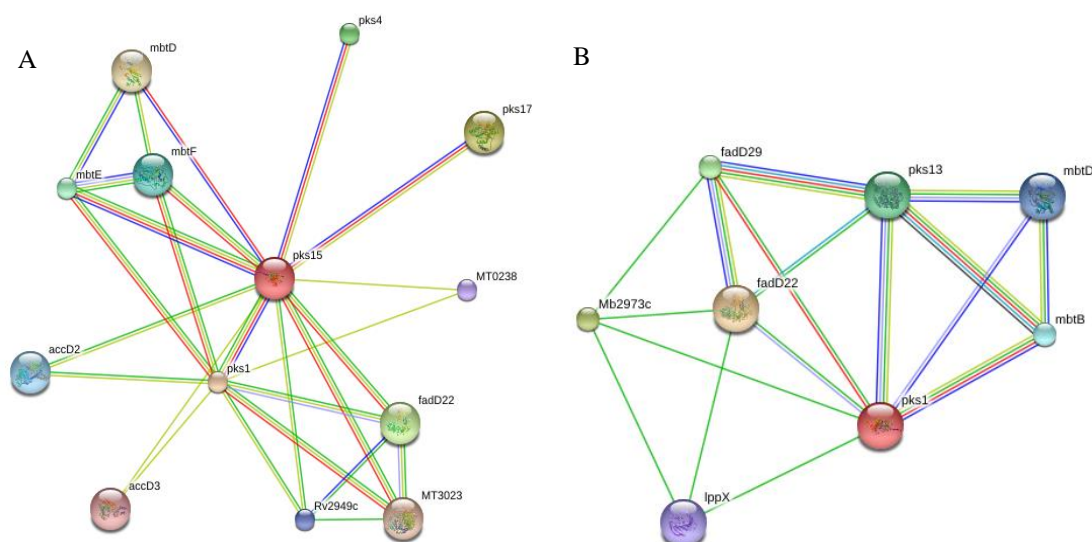 A
mbtD
pks4
pks17
mbtF
mbtE
pks15
MT0238
accD2
pks1
fadD22
accD3
Rv2949c
MT3023
B
fadD29
pks13
mbtD
fadD22
Mb2973c
mbtB
pks1
lppX